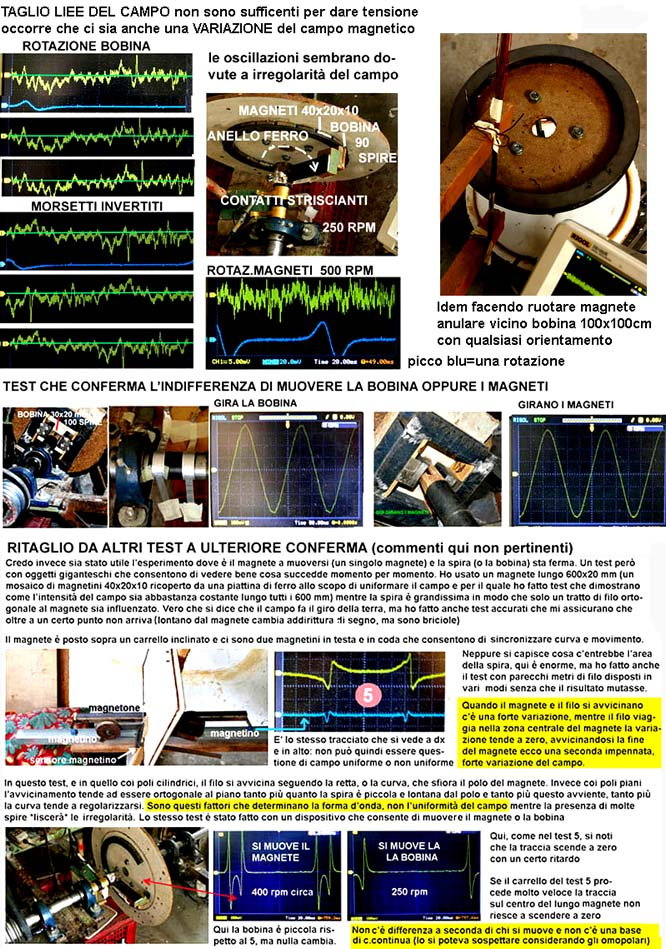 TAGLIO LIEE DEL CAMPO non sono sufficenti per dare tensione
occorre che ci sia anche una VARIAZIONE del campo magnetico
ROTAZIONE BOBINA
le oscillazioni sembrano do-
vute a irregolarità del campo
MAGNETI 40x20x10
ANELLO FERRO
BOBINA
90
SPIRE
CONTATTI STRISCIANTI
250 RPM
MORSETTI INVERTITI
ROTAZ.MAGNETI 500 RPM
CH1= 5.00mV
20.0mV
Time 20.00ms
Idem facendo ruotare magnete
anulare vicino bobina 100x100cm
con qualsiasi orientamento
picco blu=una rotazione
TEST CHE CONFERMA L'INDIFFERENZA DI MUOVERE LA BOBINA OPPURE I MAGNETI
GIRA LA BOBINA
GIRANO I MAGNETI
BOBINA 30x20 m
100 SPIRE
RIGOL STOP
RIGOL STOP
QUI GIRANO I MAGNETI
RITAGLIO DA ALTRI TEST A ULTERIORE CONFERMA (commenti qui non pertinenti)
Credo invece sia stato utile l'esperimento dove è il magnete a muoversi (un singolo magnete) e la spira (o la bobina) sta ferma. Un test però
con oggetti giganteschi che consentono di vedere bene cosa succede momento per momento. Ho usato un magnete lungo 600x20 mm (un
mosaico di magnetini 40x20x10 ricoperto da una piattina di ferro allo scopo di uniformare il campo e per il quale ho fatto test che dimostrano
come l'intensità del campo sia abbastanza costante lungo tutti i 600 mm) mentre la spira è grandissima in modo che solo un tratto di filo orto-
gonale al magnete sia influenzato. Vero che si dice che il campo fa il giro della terra, ma ho fatto anche test accurati che mi assicurano che
oltre a un certo punto non arriva (lontano dal magnete cambia addirittura di segno, ma sono briciole)
Il magnete è posto sopra un carrello inclinato e ci sono due magnetini in testa e in coda che consentono di sincronizzare curva e movimento.
magnetone
magnetino
sensore magnetino
magnetino
5
Neppure si capisce cosa c'entrebbe l'area
della spira, qui è enorme, ma ho fatto anche
il test con parecchi metri di filo disposti in
vari modi senza che il risultato mutasse.
Quando il magnete e il filo si avvicinano
c'è una forte variazione, mentre il filo viag-
gia nella zona centrale del magnete la varia-
zione tende a zero, avvicinandosi la fine
del magnete ecco una seconda impennata,
forte variazione del campo.
E' lo stesso tracciato che si vede a dx
e in alto: non può quindi essere ques-
tione di campo uniforme o non uniforme
In questo test, e in quello coi poli cilindrici, il filo si avvicina seguendo la retta, o la curva, che sfiora il polo del magnete. Invece coi poli piani
l'avvicinamento tende ad essere ortogonale al piano tanto più quanto la spira è piccola e lontana dal polo e tanto più questo avviene, tanto più
la curva tende a regolarizzarsi. Sono questi fattori che determinano la forma d'onda, non l'uniformità del campo mentre la presenza di molte
spire "liscerà" le irregolarità. Lo stesso test é stato fatto con un dispositivo che consente di muovere il magnete o la bobina
SI MUOVE IL
MAGNETE
400 rpm circa
SI MUOVE LA
LA BOBINA
250 rpm
Qui, come nel test 5, si noti
che la traccia scende a zero
con un certo ritardo
Se il carrello del test 5 pro-
cede molto veloce la traccia
sul centro del lungo magnete non
riesce a scendere a zero
Qui la bobina è piccola ris-
petto al 5, ma nulla cambia.
Non c'è differenza a seconda di chi si muove e non c'è una base
di c.continua (lo si poteva sospettare considerando gli omopolari)